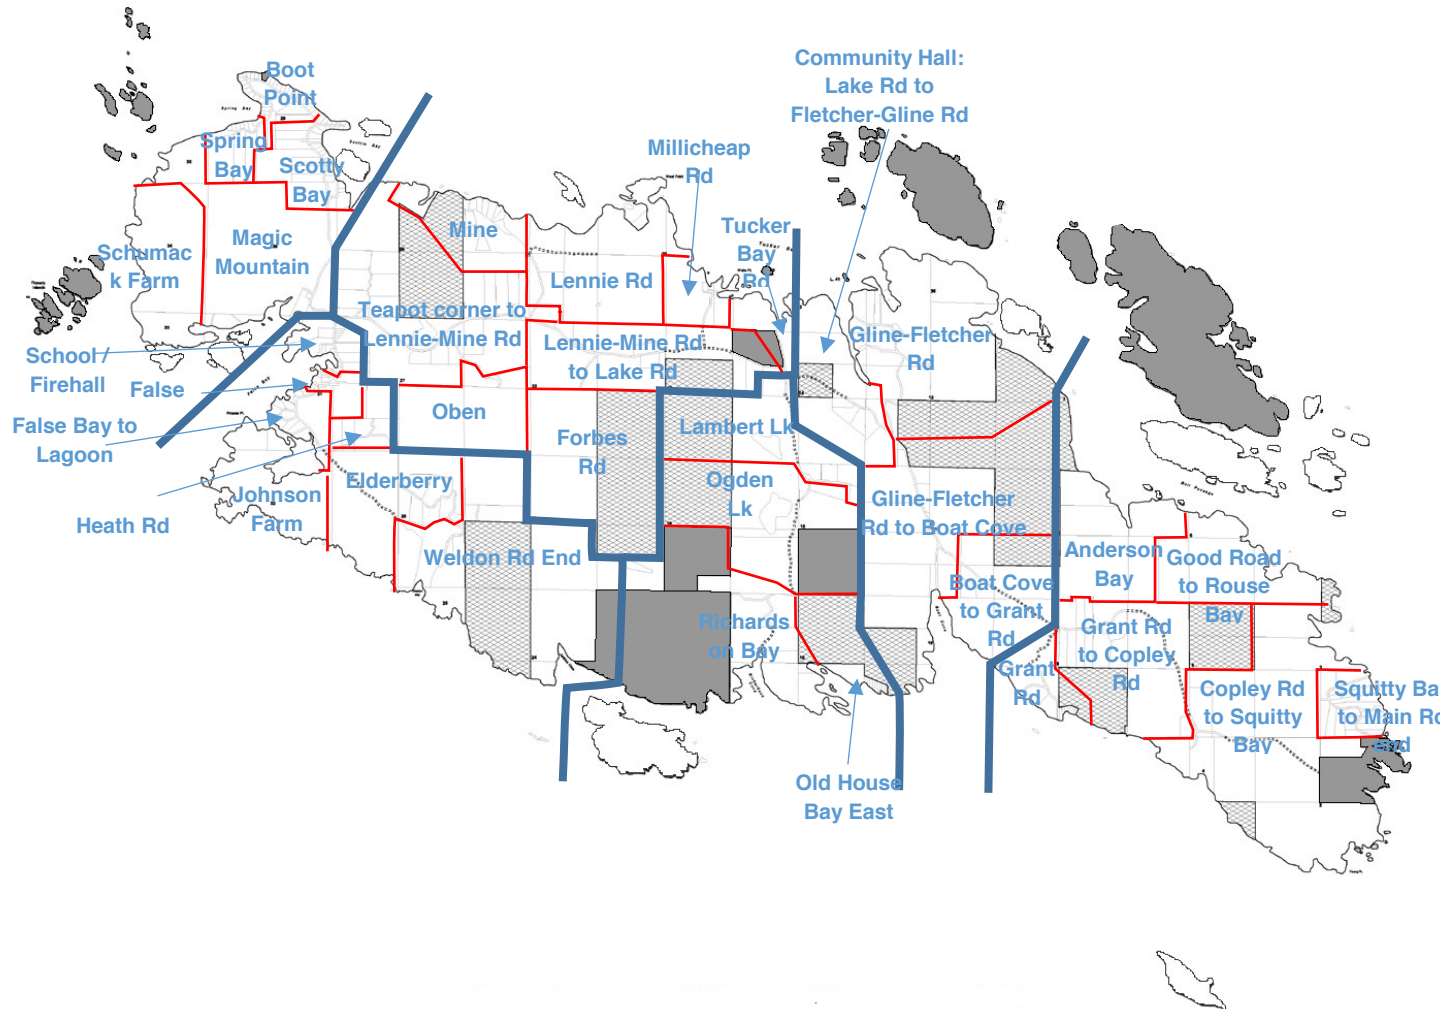 Boot
Point
Community Hall:
Lake Rd to
Fletcher-Gline Rd
Spring
Bay
Scotty
Bay
Millicheap
Rd
Mine
Tucker
Bay
Rd
Schumac
k Farm
Magic
Mountain
Lennie Rd
Teapot corner to
Lennie-Mine Rd
Lennie-Mine Rd
to Lake Rd
Gline-Fletcher
Rd
School /
Firehall
False
Oben
False Bay to
Lagoon
Forbes
Rd
Lambert Lk
Elderberry
Ogden
Lk
Johnson
Farm
Heath Rd
Gline-Fletcher
Rd to Boat Cove
Weldon Rd End
Anderson
Bay
Good Road
to Rouse
Bay
Boat Cove
to Grant
Rd
Richards
on Bay
Grant Rd
to Copley
Rd
Grant
Rd
Copley Rd
to Squitty
Bay
Squitty Ba
to Main Rd
end
Old House
Bay East